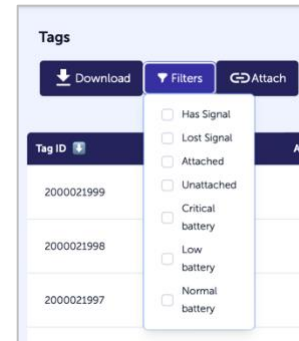 Tags
Download
Filters
Attach
Has Signal
Lost Signal
Attached
Unattached
Critical
battery
Low
battery
Normal
battery
Tag ID
A
2000021999
2000021998
2000021997